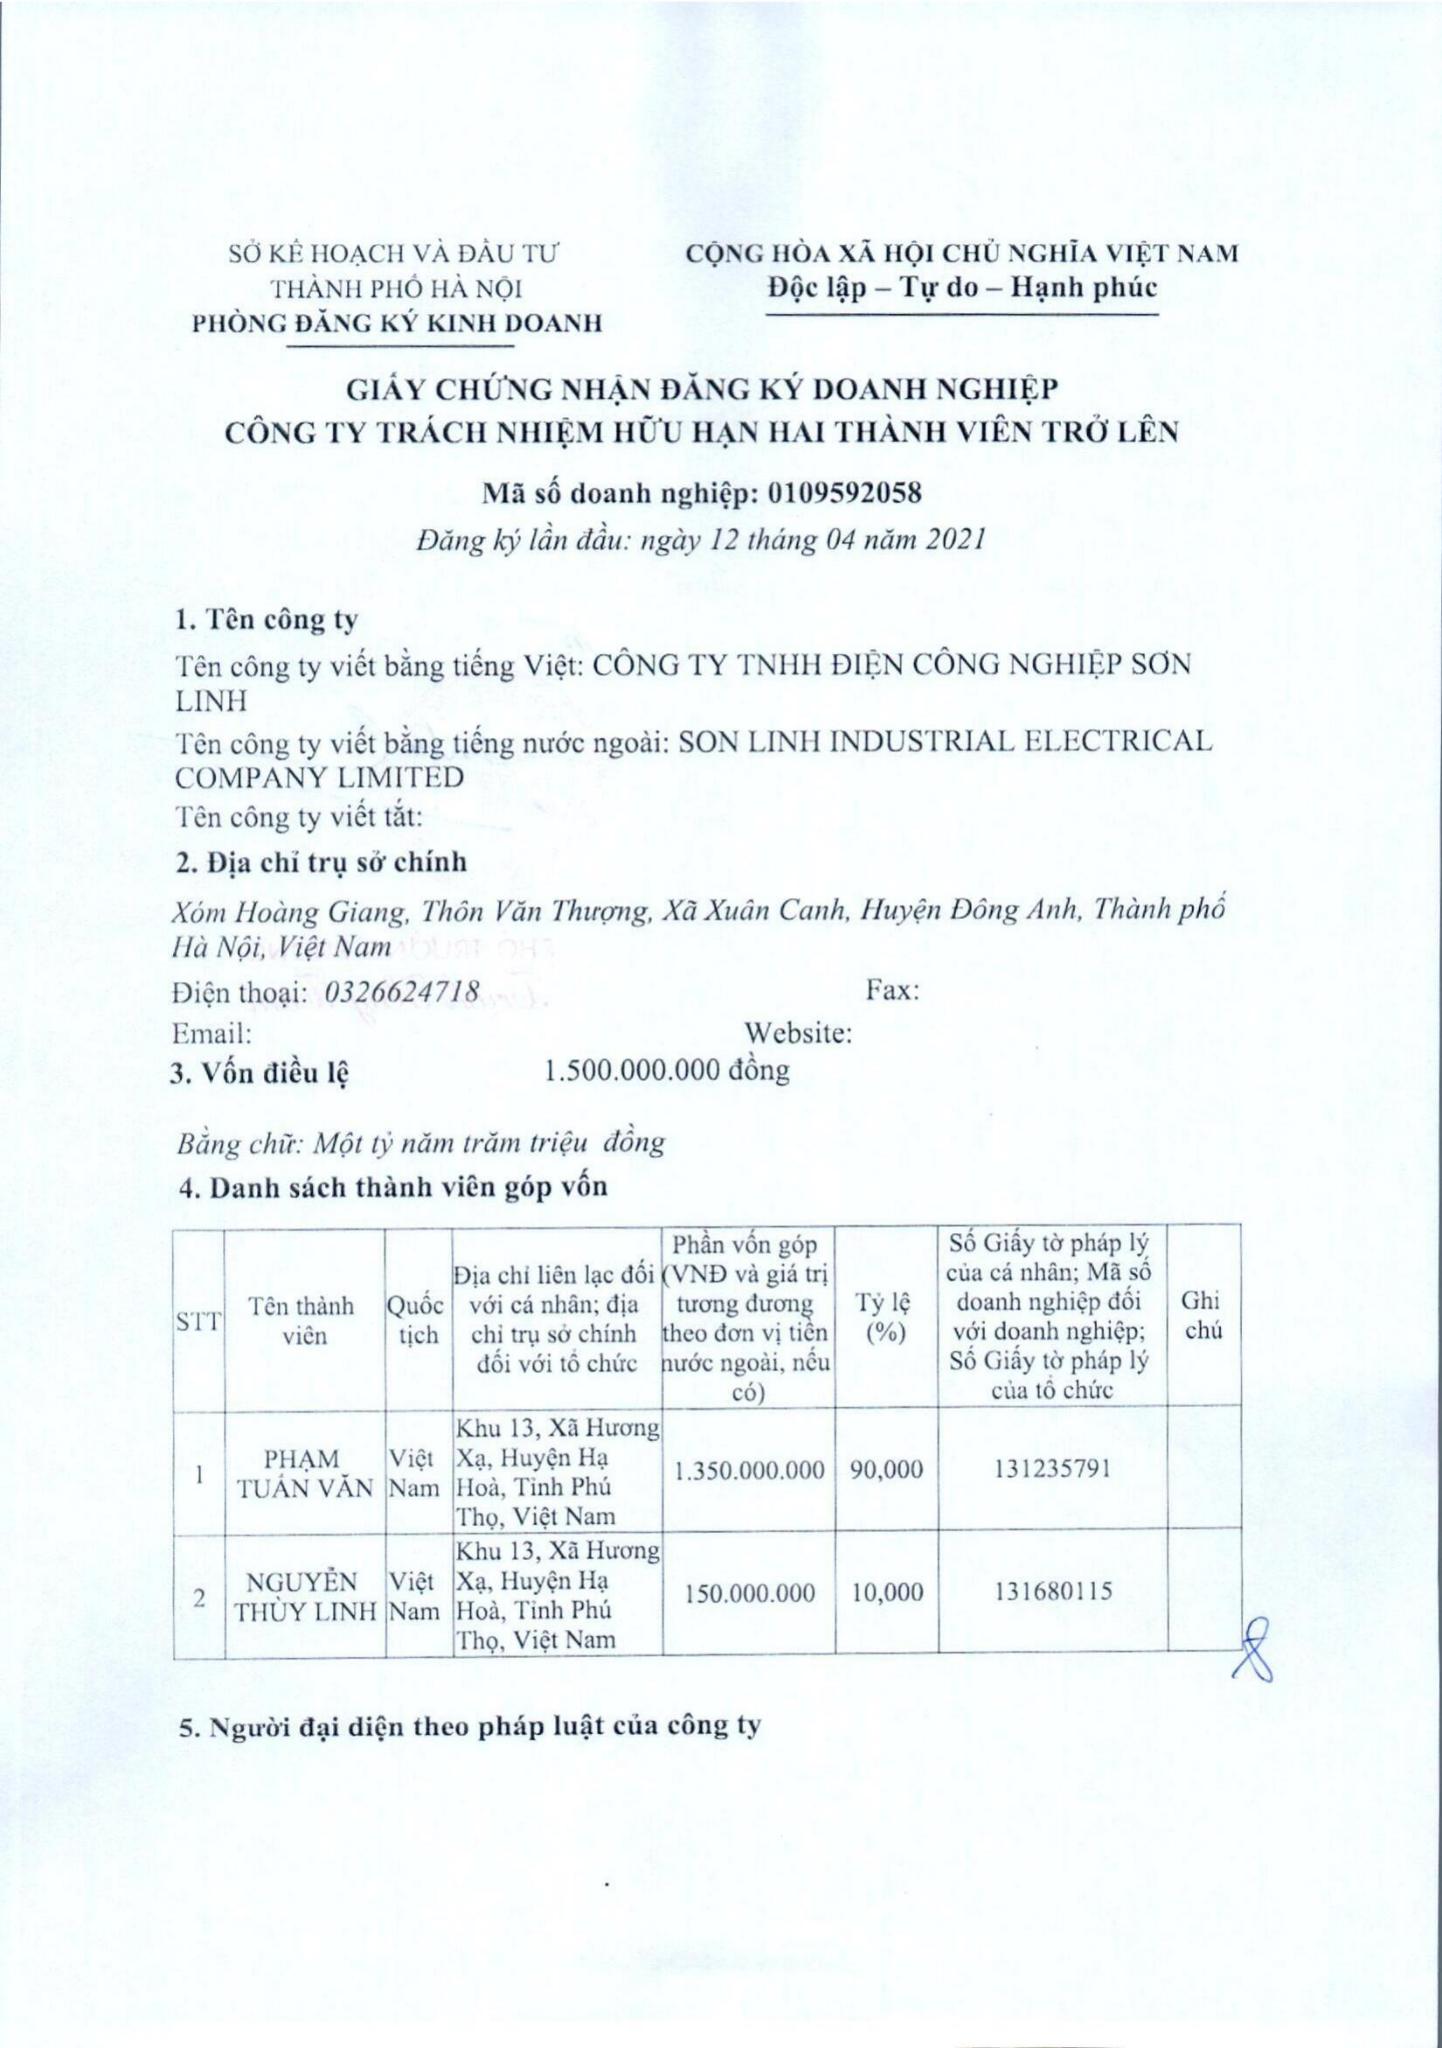 SỞ KẾ HOẠCH VÀ ĐẦU TƯ
THÀNH PHỐ HÀ NỘI
PHÒNG ĐĂNG KÝ KINH DOANH
CỘNG HÒA XÃ HỘI CHỦ NGHĨA VIỆT NAM
Độc lập – Tự do – Hạnh phúc
GIẤY CHỨNG NHẬN ĐĂNG KÝ DOANH NGHIỆP
CÔNG TY TRÁCH NHIỆM HỮU HẠN HAI THÀNH VIÊN TRỞ LÊN
Mã số doanh nghiệp: 0109592058
Đăng ký lần đầu: ngày 12 tháng 04 năm 2021
1. Tên công ty
Tên công ty viết bằng tiếng Việt: CÔNG TY TNHH ĐIỆN CÔNG NGHIỆP SƠN
LINH
Tên công ty viết bằng tiếng nước ngoài: SON LINH INDUSTRIAL ELECTRICAL
COMPANY LIMITED
Tên công ty viết tắt:
2. Địa chỉ trụ sở chính
Xóm Hoàng Giang, Thôn Văn Thượng, Xã Xuân Canh, Huyện Đông Anh, Thành phố
Hà Nội, Việt Nam
Điện thoại: 0326624718 Fax:
Email: Website:
3. Vốn điều lệ 1.500.000.000 đồng
Bằng chữ: Một tỷ năm trăm triệu đồng
4. Danh sách thành viên góp vốn
STT
Tên thành
viên
Quốc
tịch
Địa chỉ liên lạc đối
với cá nhân; địa
chỉ trụ sở chính
đối với tổ chức
Phần vốn góp
(VNĐ và giá trị
tương đương
theo đơn vị tiền
nước ngoài, nếu
có)
Tỷ lệ
(%)
Số Giấy tờ pháp lý
của cá nhân; Mã số
doanh nghiệp đối
với doanh nghiệp;
Số Giấy tờ pháp lý
của tổ chức
Ghi
chú
1
PHẠM
TUẤN VĂN
Việt
Nam
Khu 13, Xã Hương
Xạ, Huyện Hạ
Hoà, Tỉnh Phú
Thọ, Việt Nam
1.350.000.000
90,000
131235791
2
NGUYỄN
THÙY LINH
Việt
Nam
Khu 13, Xã Hương
Xạ, Huyện Hạ
Hoà, Tỉnh Phú
Thọ, Việt Nam
150.000.000
10,000
131680115
5. Người đại diện theo pháp luật của công ty